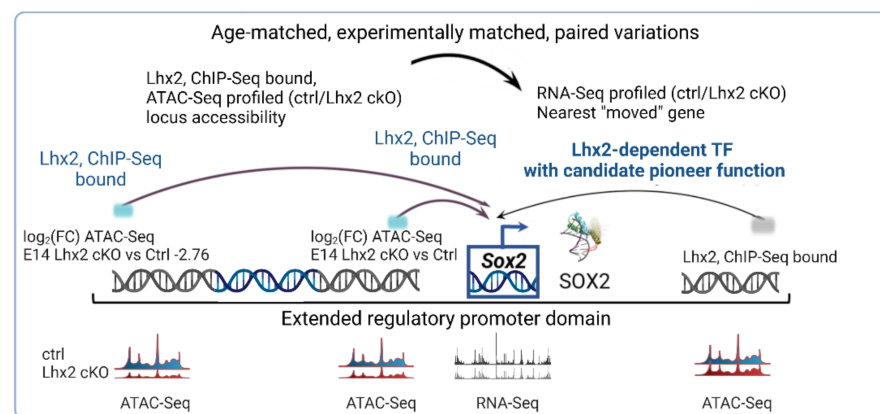 Age-matched, experimentally matched, paired variations
Lhx2, ChIP-Seq bound,
ATAC-Seq profiled (ctrl/Lhx2 cKO)
locus accessibility
RNA-Seq profiled (ctrl/Lhx2 cKO)
Nearest "moved" gene
Lhx2, ChIP-Seq
bound
Lhx2, ChIP-Seq
bound
Lhx2-dependent TF
with candidate pioneer function
log₂(FC) ATAC-Seq
E14 Lhx2 cKO vs Ctrl -2.76
log₂(FC) ATAC-Seq
E14 Lhx2 cKO vs Ctrl
Sox2
SOX2
Lhx2, ChIP-Seq bound
Extended regulatory promoter domain
ctrl
Lhx2 cKO
ATAC-Seq
ATAC-Seq
RNA-Seq
ATAC-Seq